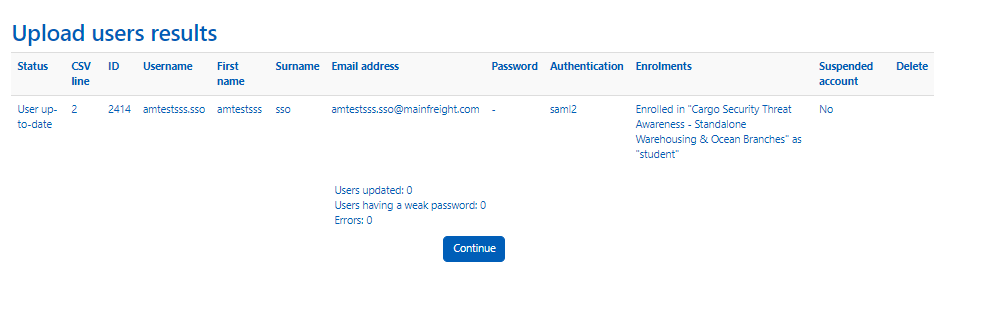 Upload users results
Status CSV line ID Username First name Surname Email address Password Authentication Enrolments Suspended account Delete
User up-to-date 2 2414 amtestsss.sso amtestsss sso amtestsss.sso@mainfreight.com - saml2 Enrolled in "Cargo Security Threat Awareness - Standalone Warehousing & Ocean Branches" as "student" No
Users updated: 0
Users having a weak password: 0
Errors: 0
Continue